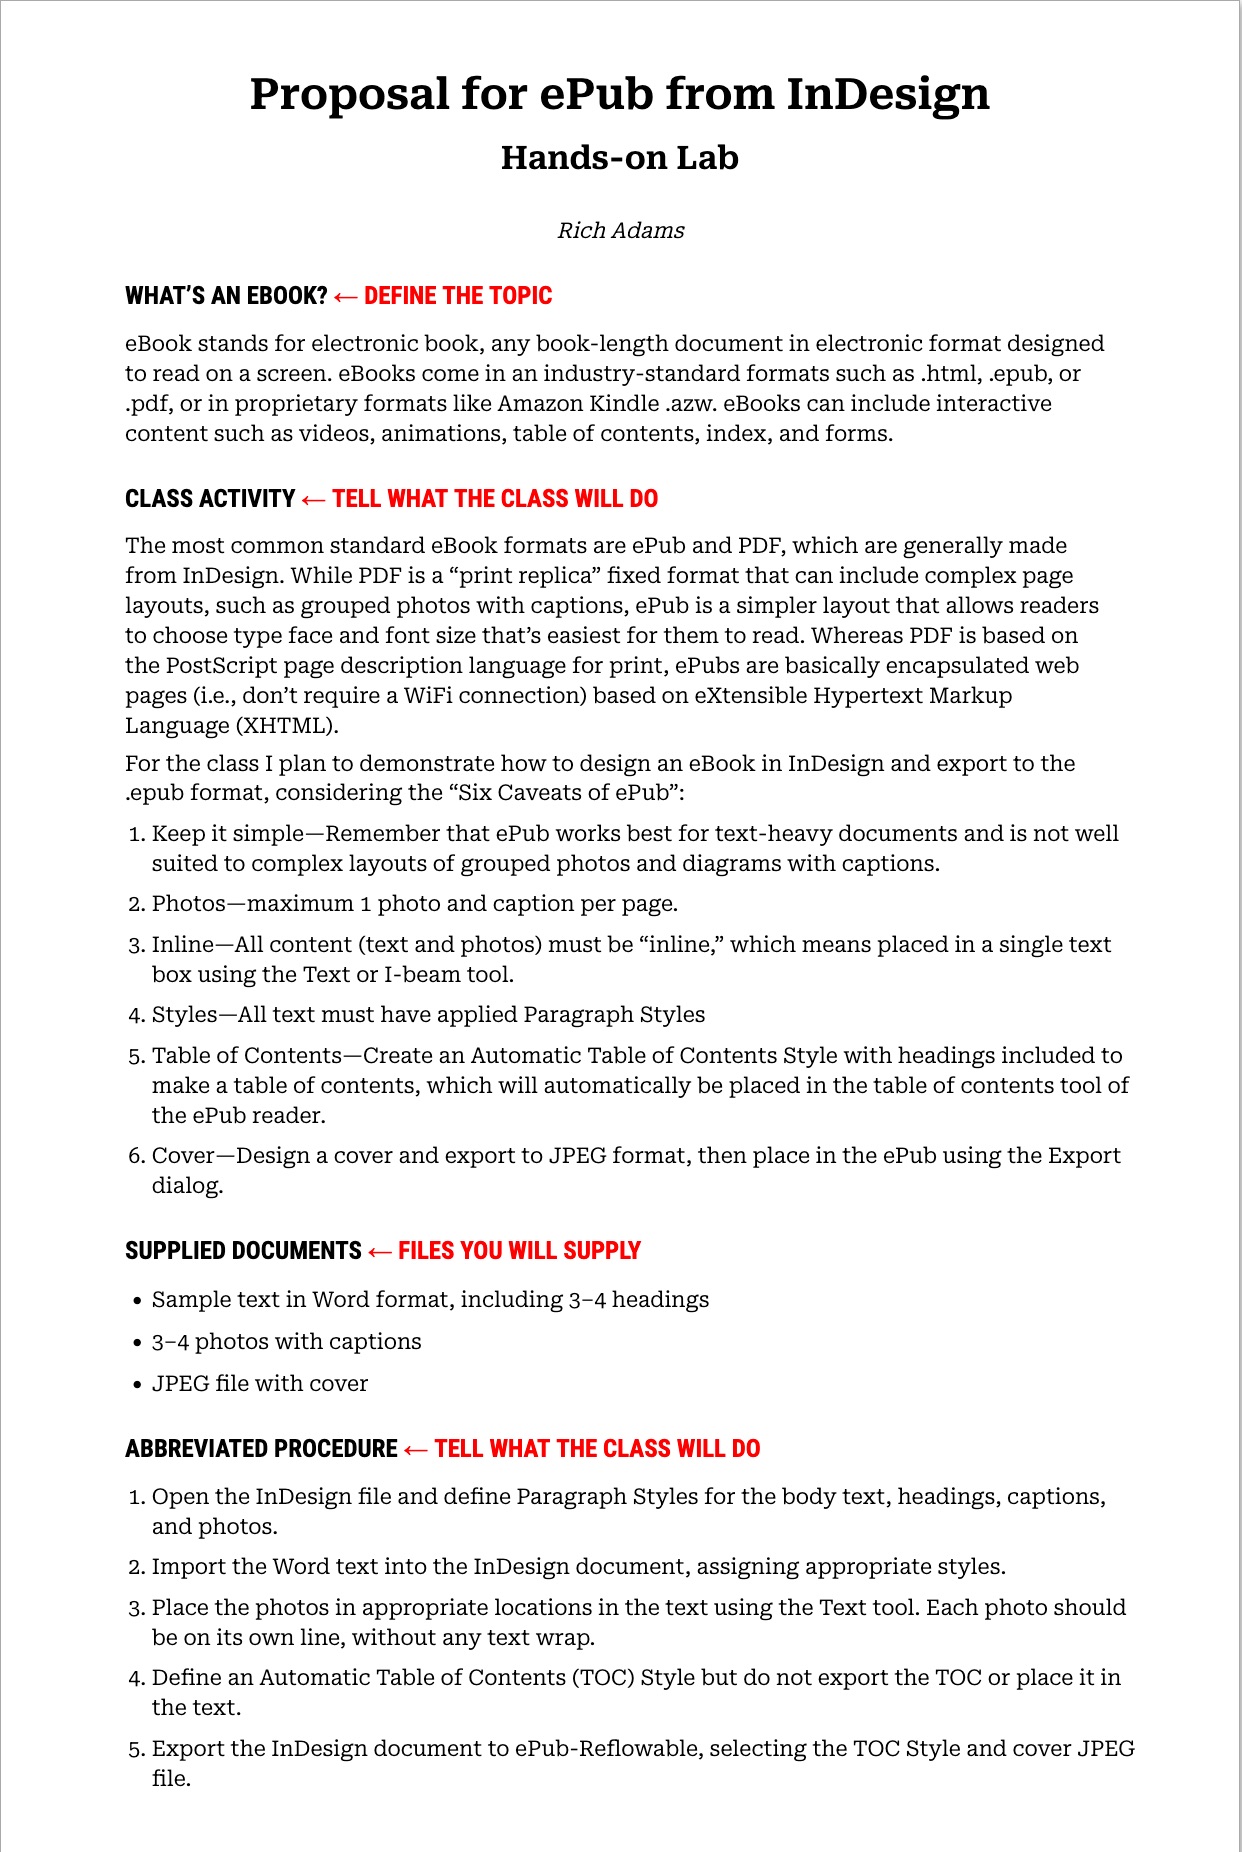 Proposal for ePub from InDesign
Hands-on Lab
Rich Adams
WHAT’S AN EBOOK? ← DEFINE THE TOPIC
eBook stands for electronic book, any book-length document in electronic format designed
to read on a screen. eBooks come in an industry-standard formats such as .html, .epub, or
.pdf, or in proprietary formats like Amazon Kindle .azw. eBooks can include interactive
content such as videos, animations, table of contents, index, and forms.
CLASS ACTIVITY ← TELL WHAT THE CLASS WILL DO
The most common standard eBook formats are ePub and PDF, which are generally made
from InDesign. While PDF is a “print replica” fixed format that can include complex page
layouts, such as grouped photos with captions, ePub is a simpler layout that allows readers
to choose type face and font size that’s easiest for them to read. Whereas PDF is based on
the PostScript page description language for print, ePubs are basically encapsulated web
pages (i.e., don’t require a WiFi connection) based on eXtensible Hypertext Markup
Language (XHTML).
For the class I plan to demonstrate how to design an eBook in InDesign and export to the
.epub format, considering the “Six Caveats of ePub”:
1. Keep it simple—Remember that ePub works best for text-heavy documents and is not well
suited to complex layouts of grouped photos and diagrams with captions.
2. Photos—maximum 1 photo and caption per page.
3. Inline—All content (text and photos) must be “inline,” which means placed in a single text
box using the Text or I-beam tool.
4. Styles—All text must have applied Paragraph Styles
5. Table of Contents—Create an Automatic Table of Contents Style with headings included to
make a table of contents, which will automatically be placed in the table of contents tool of
the ePub reader.
6. Cover—Design a cover and export to JPEG format, then place in the ePub using the Export
dialog.
SUPPLIED DOCUMENTS ← FILES YOU WILL SUPPLY
• Sample text in Word format, including 3–4 headings
• 3–4 photos with captions
• JPEG file with cover
ABBREVIATED PROCEDURE ← TELL WHAT THE CLASS WILL DO
1. Open the InDesign file and define Paragraph Styles for the body text, headings, captions,
and photos.
2. Import the Word text into the InDesign document, assigning appropriate styles.
3. Place the photos in appropriate locations in the text using the Text tool. Each photo should
be on its own line, without any text wrap.
4. Define an Automatic Table of Contents (TOC) Style but do not export the TOC or place it in
the text.
5. Export the InDesign document to ePub-Reflowable, selecting the TOC Style and cover JPEG
file.